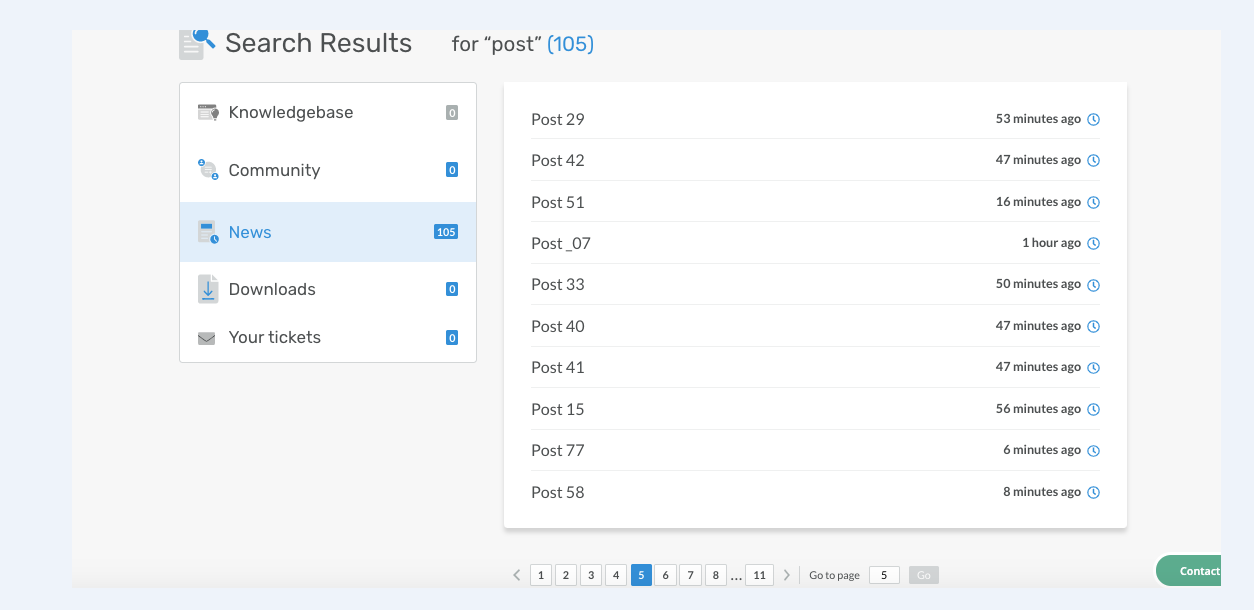 Search Results for “post” (105)
Knowledgebase 0
Community 0
News 105
Downloads 0
Your tickets 0
Post 29 53 minutes ago
Post 42 47 minutes ago
Post 51 16 minutes ago
Post _07 1 hour ago
Post 33 50 minutes ago
Post 40 47 minutes ago
Post 41 47 minutes ago
Post 15 56 minutes ago
Post 77 6 minutes ago
Post 58 8 minutes ago
1 2 3 4 5 6 7 8 ... 11 Go to page 5 Go
Contact